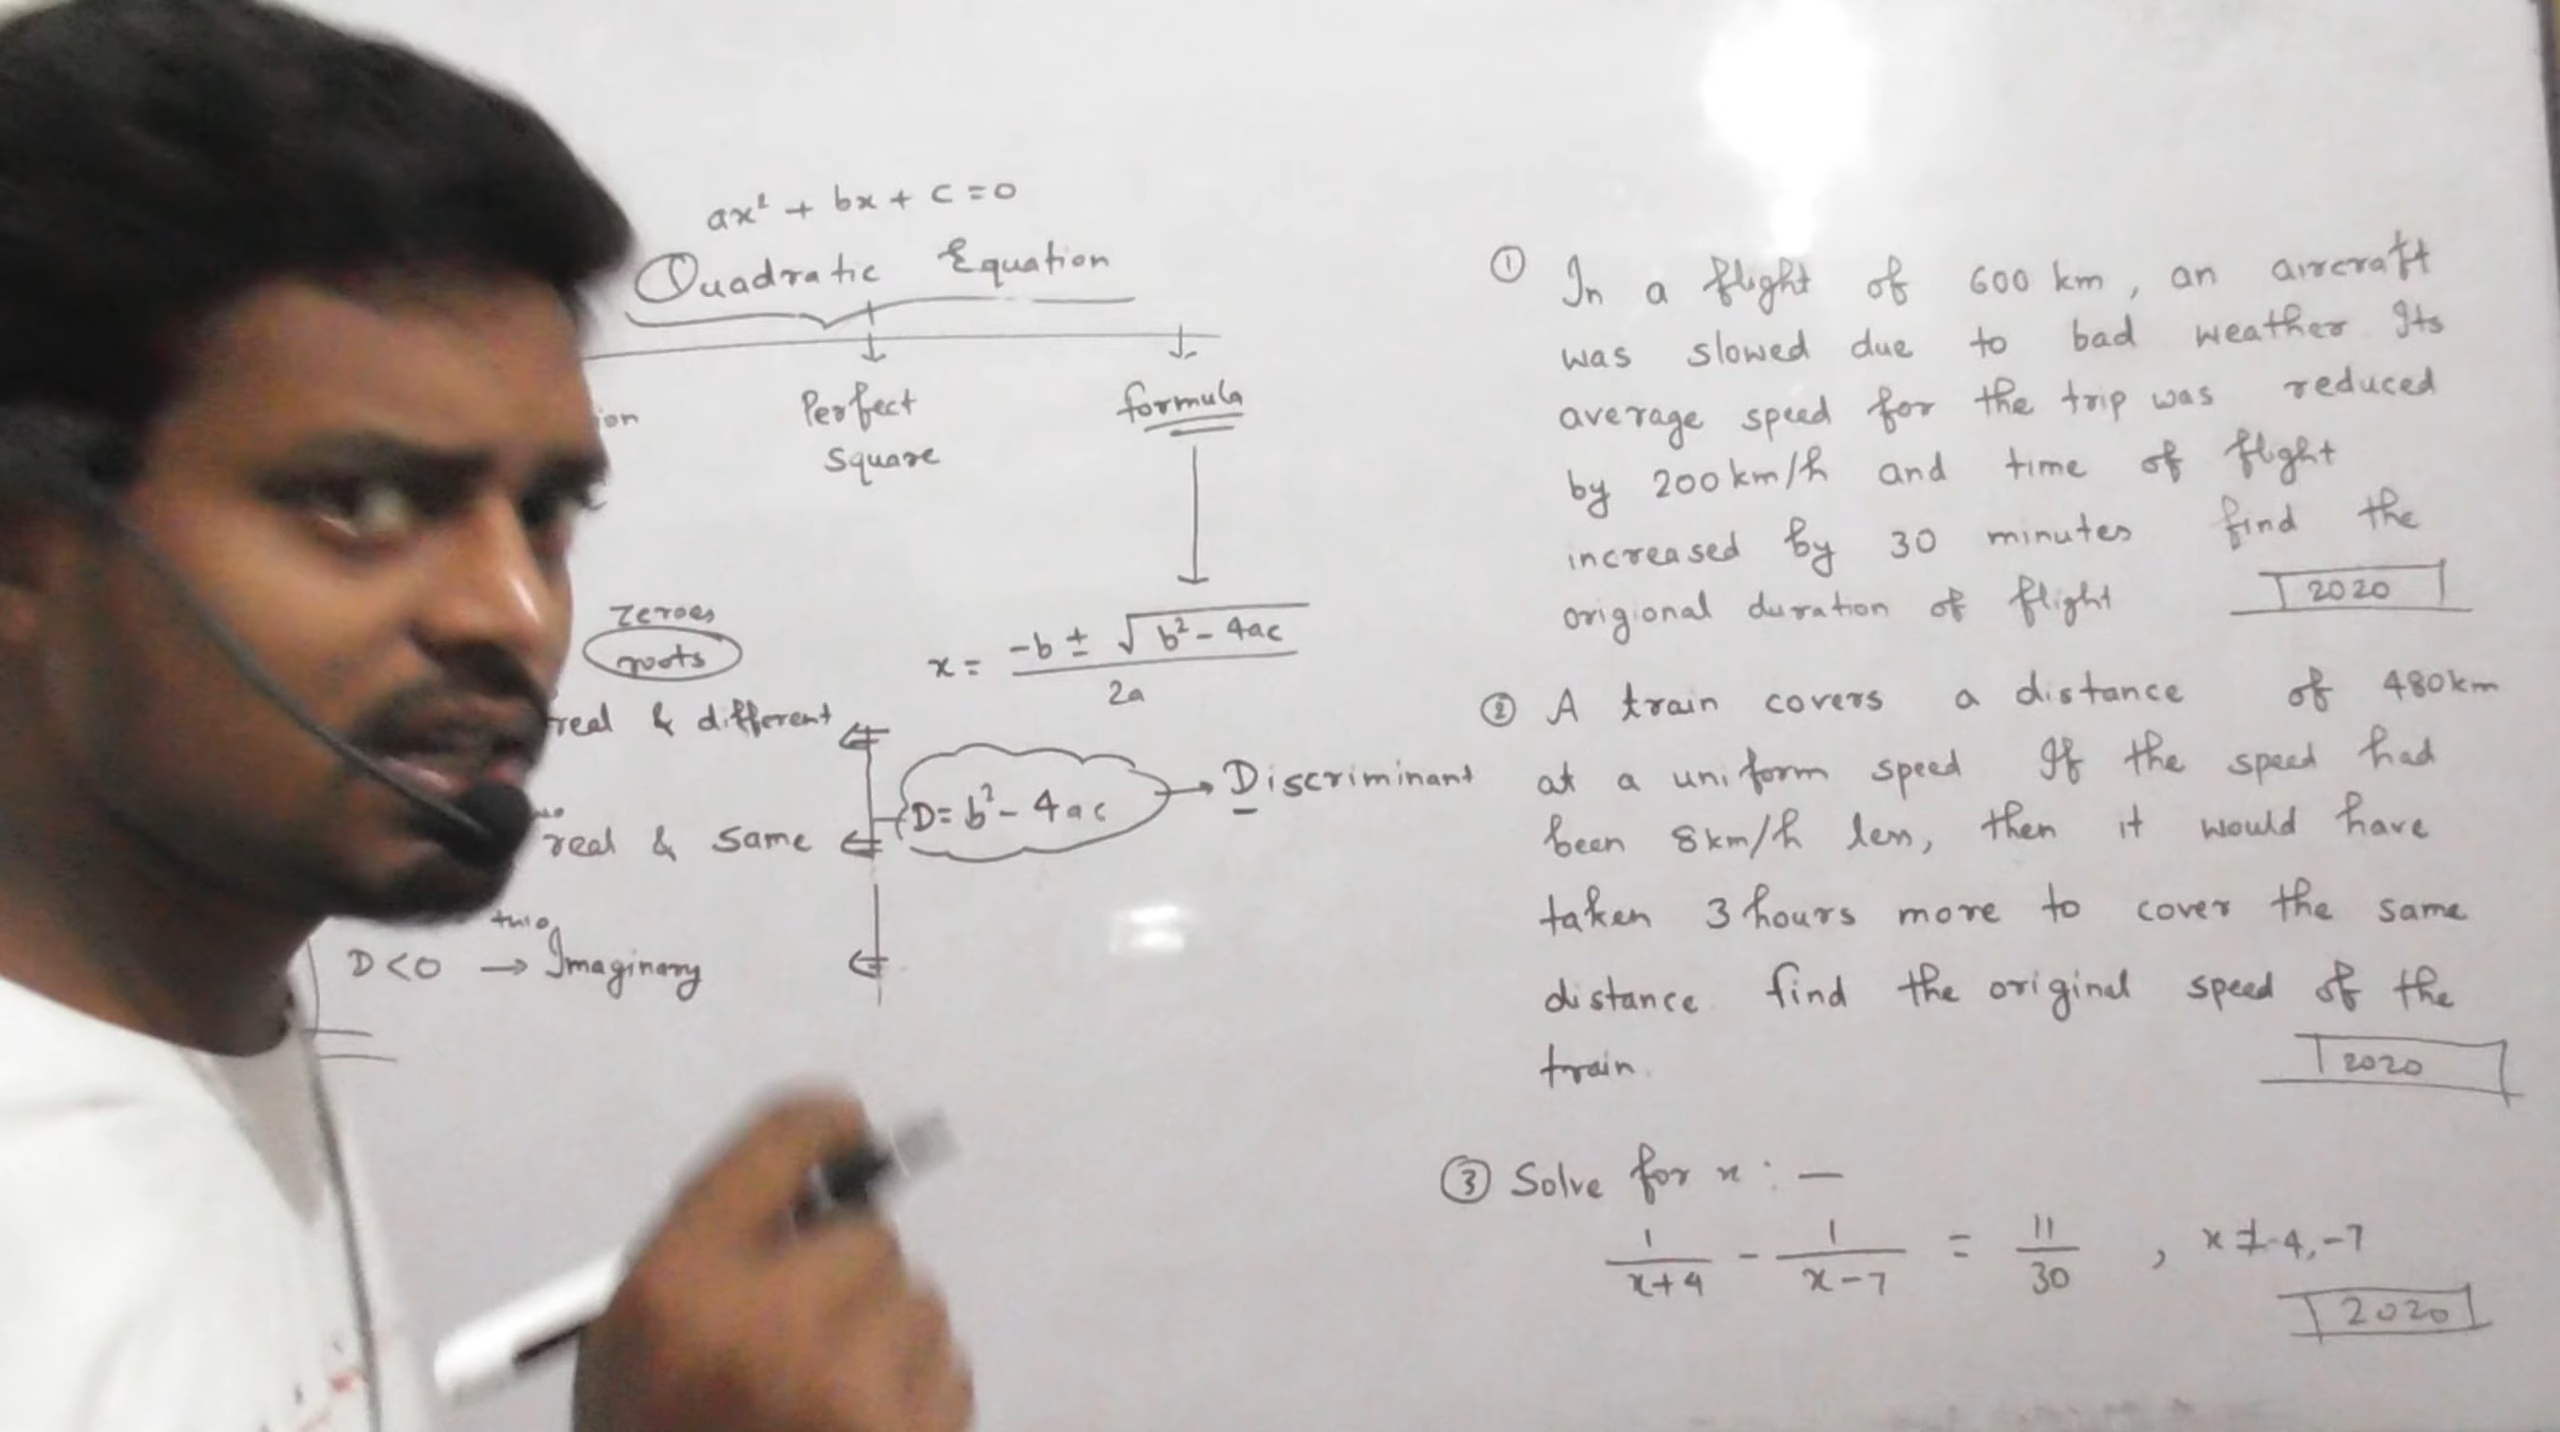 ax² + bx + c = 0
Quadratic Equation
ion
Perfect
Square
formula
zeroes
roots
x = -b ± √b² - 4ac / 2a
real & different
D = b² - 4ac → Discriminant
real & same
two
D<0 → Imaginary
① In a flight of 600 km, an aircraft
was slowed due to bad weather Its
average speed for the trip was reduced
by 200 km/h and time of flight
increased by 30 minutes find the
origional duration of flight
2020
② A train covers a distance of 480km
at a uniform speed If the speed had
been 8km/h less, then it would have
taken 3 hours more to cover the same
distance. find the original speed of the
train.
2020
③ Solve for x : —
1/x+4 - 1/x-7 = 11/30 , x ≠ -4, -7
2020